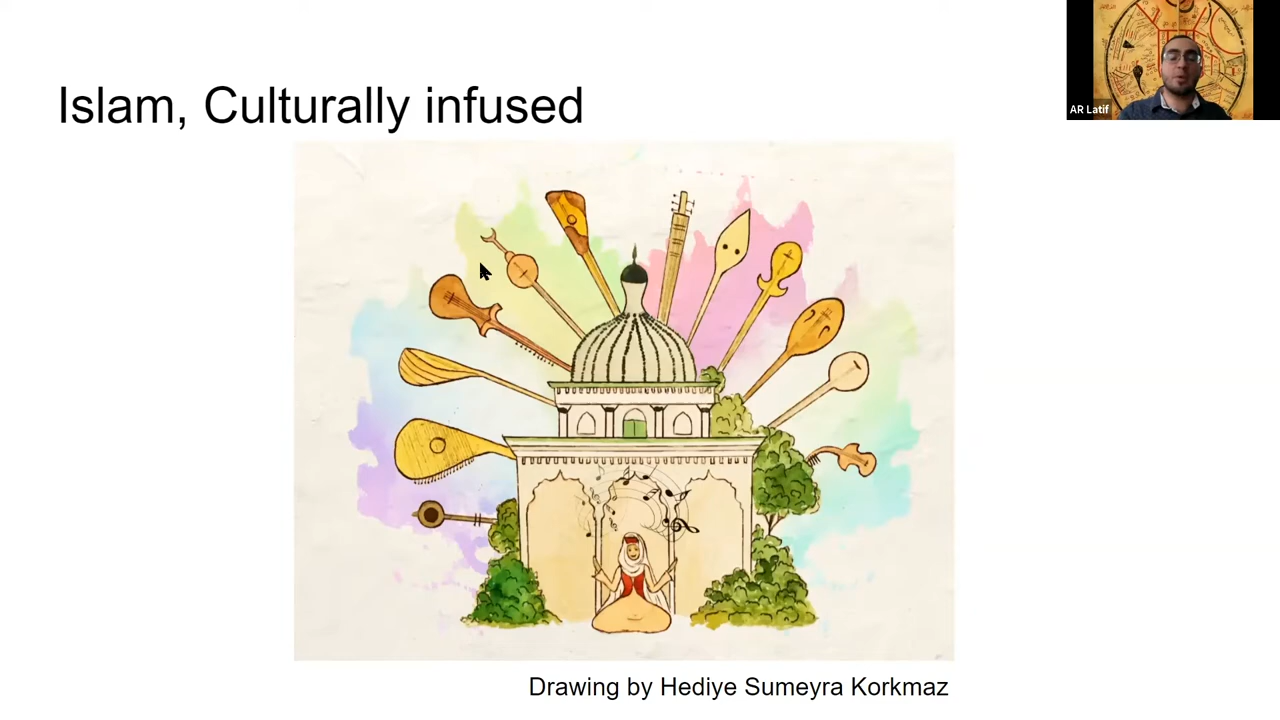 Islam, Culturally infused
AR Latif
Drawing by Hediye Sumeyra Korkmaz